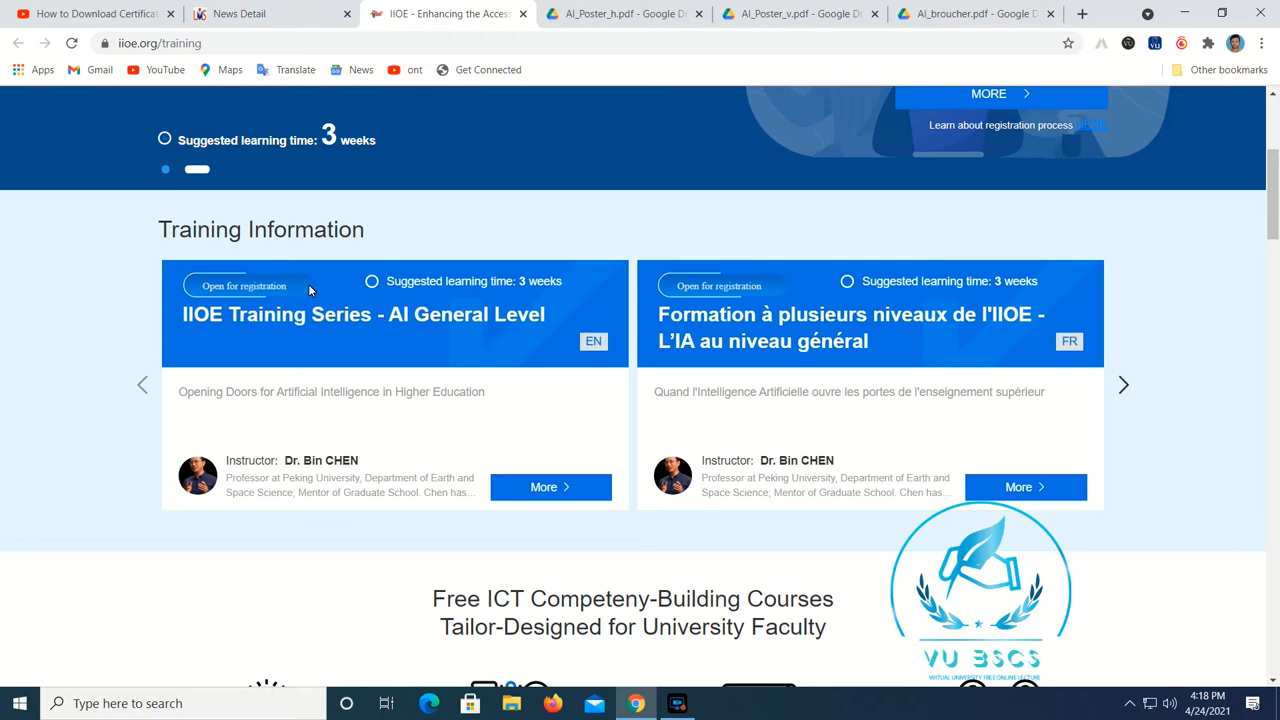 How to Download Certificat
News Detail
IIOE - Enhancing the Access
AI_Poster_h.pdf - Google D
AI_Poster_v.pdf - Google D
AI_broucher.pdf - Google D
iioe.org/training
Apps
Gmail
YouTube
Maps
Translate
News
ont
Get Connected
Other bookmarks
MORE
Learn about registration process
Suggested learning time: 3 weeks
Training Information
Open for registration
Suggested learning time: 3 weeks
IIOE Training Series - AI General Level
EN
Opening Doors for Artificial Intelligence in Higher Education
Instructor: Dr. Bin CHEN
Professor at Peking University, Department of Earth and
Space Science; Mentor of Graduate School. Chen has...
More
Open for registration
Suggested learning time: 3 weeks
Formation à plusieurs niveaux de l'IIOE -
L'IA au niveau général
FR
Quand l'Intelligence Artificielle ouvre les portes de l'enseignement supérieur
Instructor: Dr. Bin CHEN
Professor at Peking University, Department of Earth and
Space Science; Mentor of Graduate School. Chen has...
More
Free ICT Competeny-Building Courses
Tailor-Designed for University Faculty
VU BSCS
VIRTUAL UNIVERSITY FREE ONLINE LECTURE
Type here to search
4:18 PM
4/24/2021